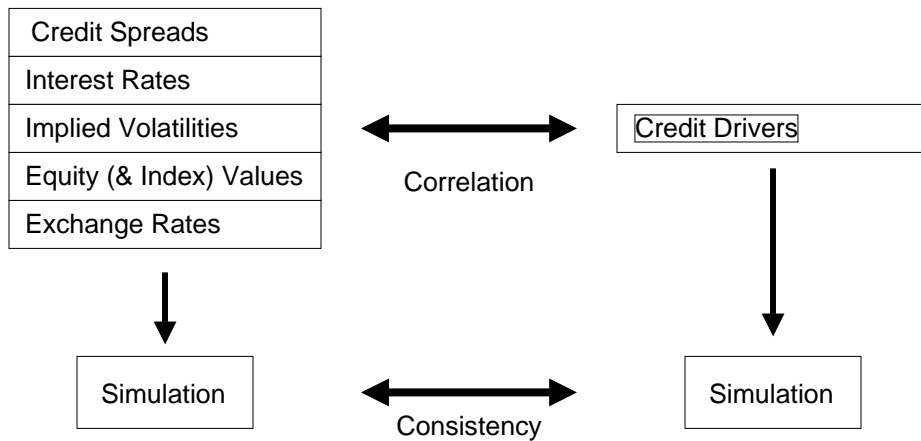 Credit Spreads
Interest Rates
Implied Volatilities
Equity (& Index) Values
Exchange Rates
Correlation
Credit Drivers
Simulation
Consistency
Simulation